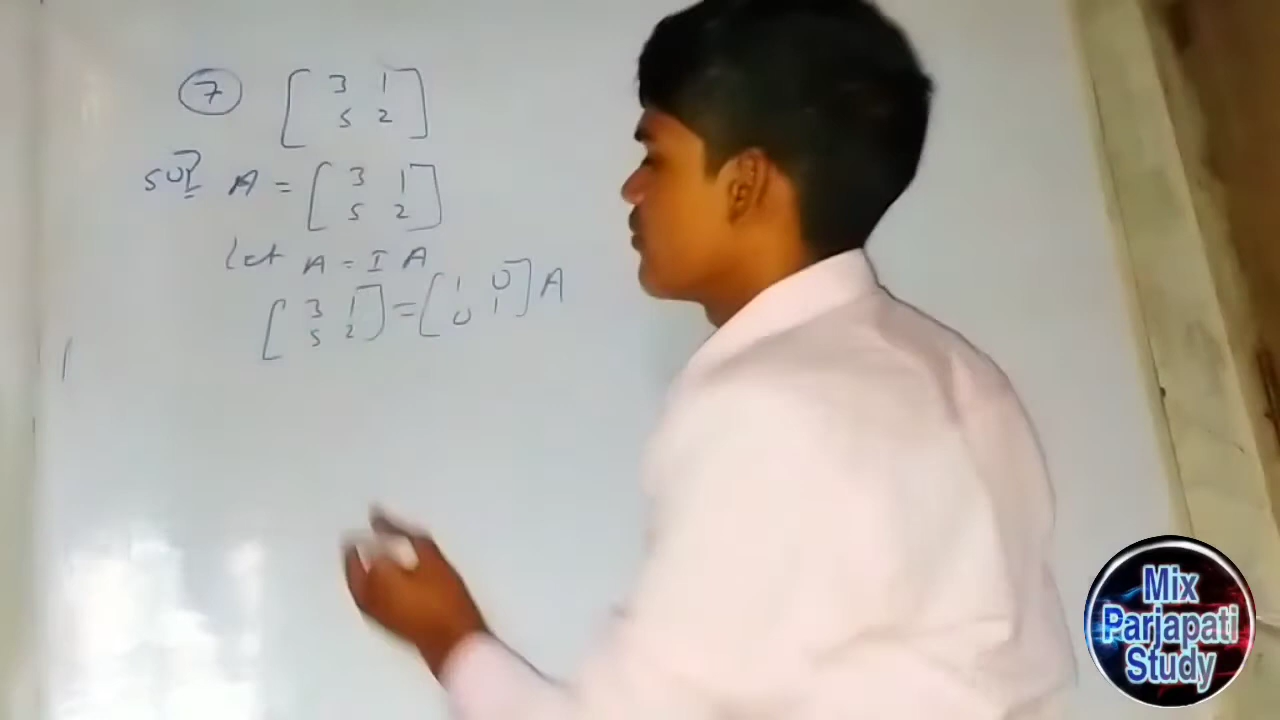 7 [ 3 1
5 2 ]
Sol? A = [ 3 1
5 2 ]
Let A = I A
[ 3 1
5 2 ] = [ 1 0
0 1 ] A
Mix
Parjapati
Study